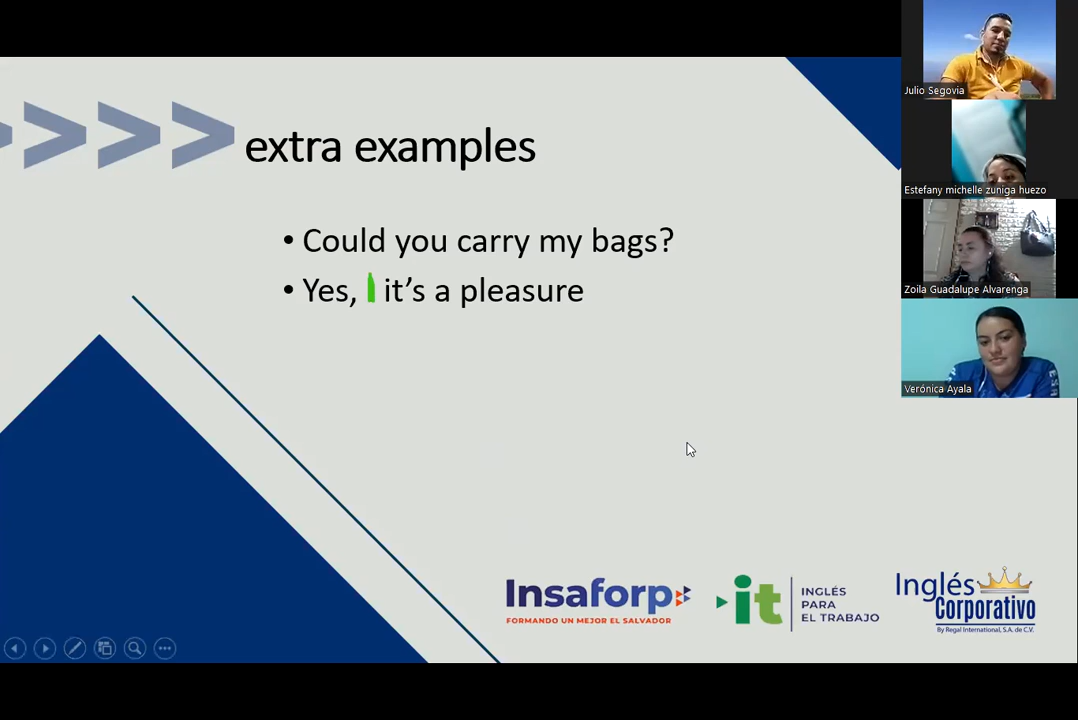 extra examples
• Could you carry my bags?
• Yes, it's a pleasure
Julio Segovia
Estefany michelle zuniga huezo
Zoila Guadalupe Alvarenga
Verónica Ayala
Insaforp
FORMANDO UN MEJOR EL SALVADOR
it
INGLÉS
PARA
EL TRABAJO
Inglés
Corporativo
By Regal International, S.A. de C.V.